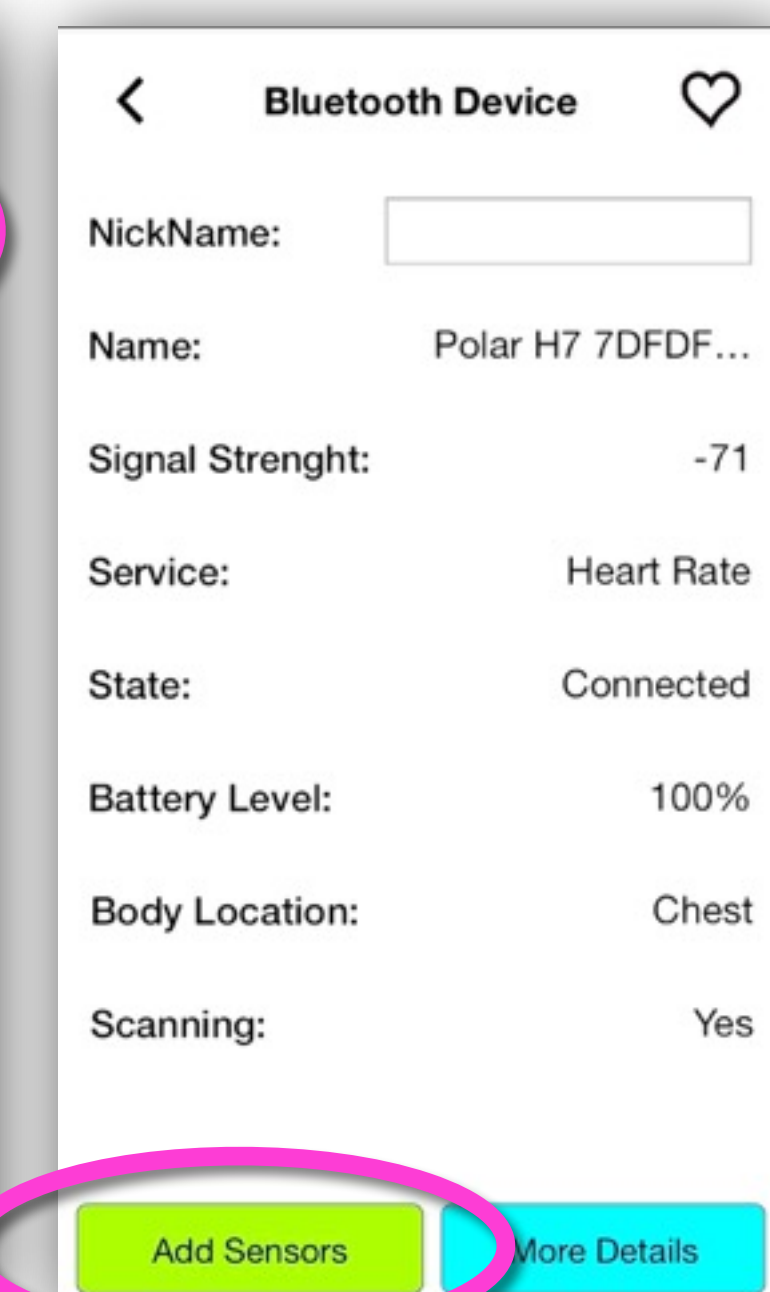 Bluetooth Device
NickName:
Name: Polar H7 7DFDF...
Signal Strenght: -71
Service: Heart Rate
State: Connected
Battery Level: 100%
Body Location: Chest
Scanning: Yes
Add Sensors More Details